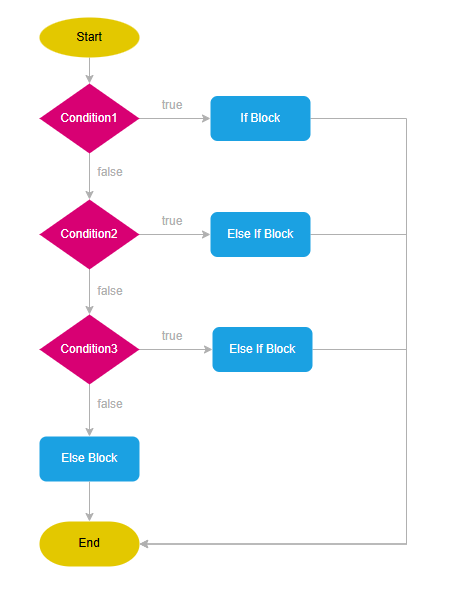 Start
Condition1
true
If Block
false
Condition2
true
Else If Block
false
Condition3
true
Else If Block
false
Else Block
End